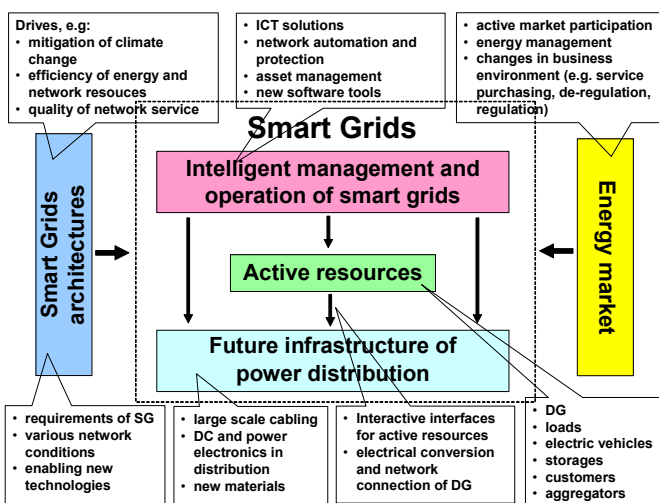 Drives, e.g:
• mitigation of climate
change
• efficiency of energy and
network resouces
• quality of network service
• ICT solutions
• network automation and
protection
• asset management
• new software tools
• active market participation
• energy management
• changes in business
environment (e.g. service
purchasing, de-regulation,
regulation)
Smart Grids
Smart Grids
architectures
Intelligent management and
operation of smart grids
Active resources
Future infrastructure of
power distribution
Energy market
• requirements of SG
• various network
conditions
• enabling new
technologies
• large scale cabling
• DC and power
electronics in
distribution
• new materials
• Interactive interfaces
for active resources
• electrical conversion
and network
connection of DG
• DG
• loads
• electric vehicles
• storages
• customers
• aggregators